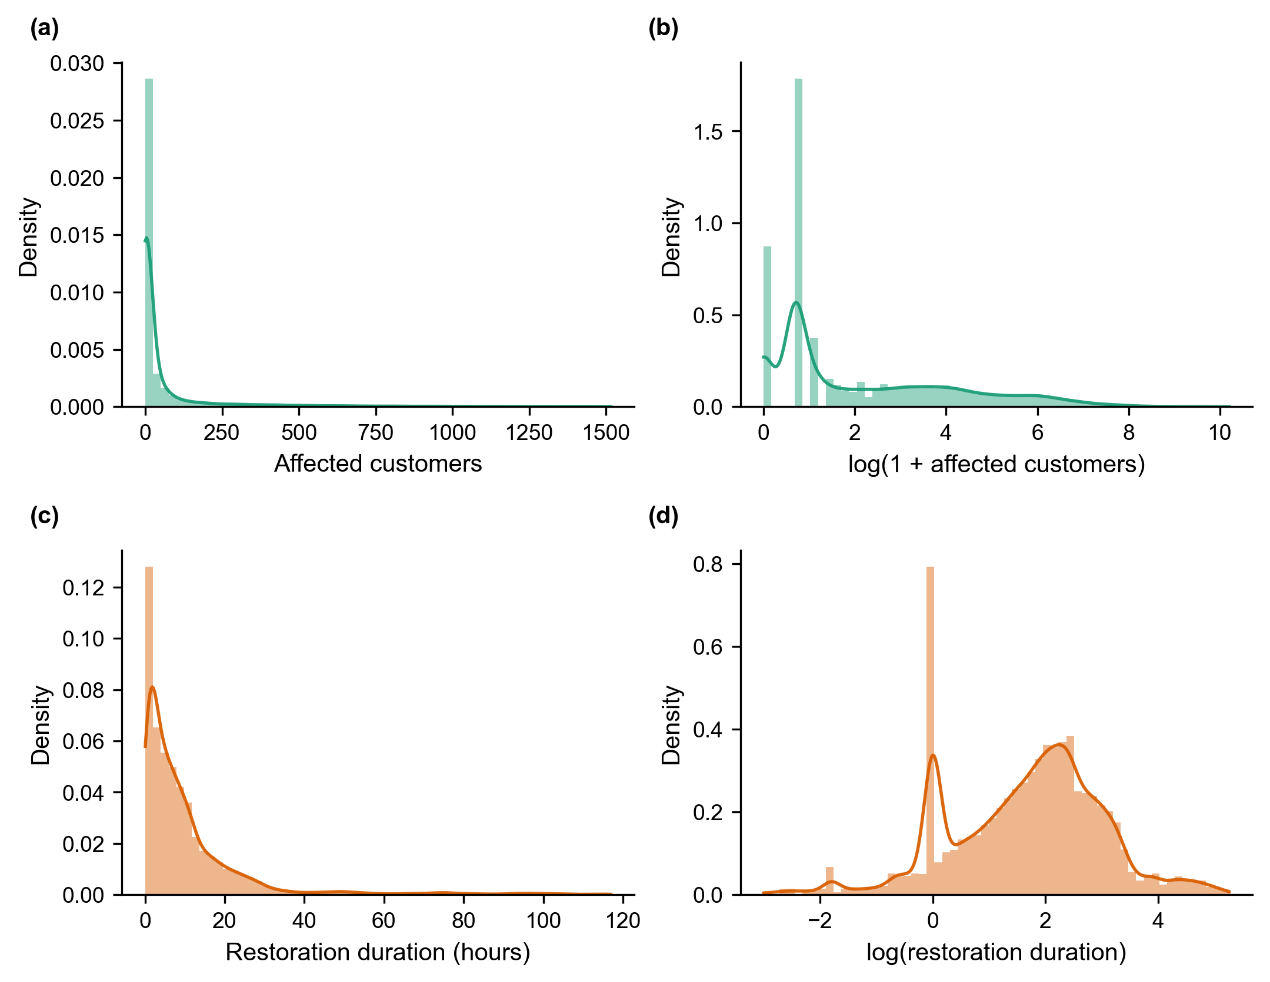 (a)
0.030
0.025
0.020
0.015
0.010
0.005
0.000
Density
0 250 500 750 1000 1250 1500
Affected customers
(b)
1.5
1.0
0.5
0.0
Density
0 2 4 6 8 10
log(1 + affected customers)
(c)
0.12
0.10
0.08
0.06
0.04
0.02
0.00
Density
0 20 40 60 80 100 120
Restoration duration (hours)
(d)
0.8
0.6
0.4
0.2
0.0
Density
−2 0 2 4
log(restoration duration)